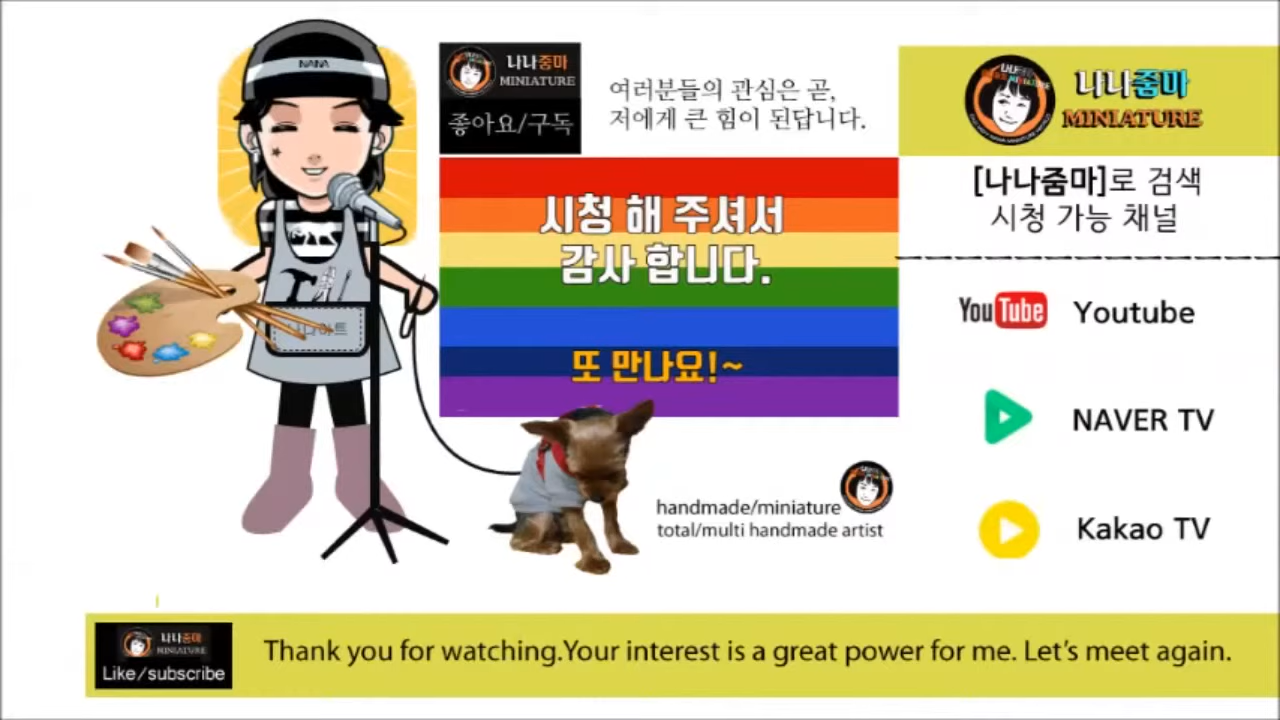 NANA
나나줌마
MINIATURE
좋아요/구독
여러분들의 관심은 곧,
저에게 큰 힘이 된답니다.
나나줌마
MINIATURE
[나나줌마]로 검색
시청 가능 채널
시청 해 주셔서
감사 합니다.
또 만나요!~
YouTube Youtube
NAVER TV
Kakao TV
나나아트
handmade/miniature
total/multi handmade artist
나나줌마
MINIATURE
Like/subscribe
Thank you for watching.Your interest is a great power for me. Let's meet again.